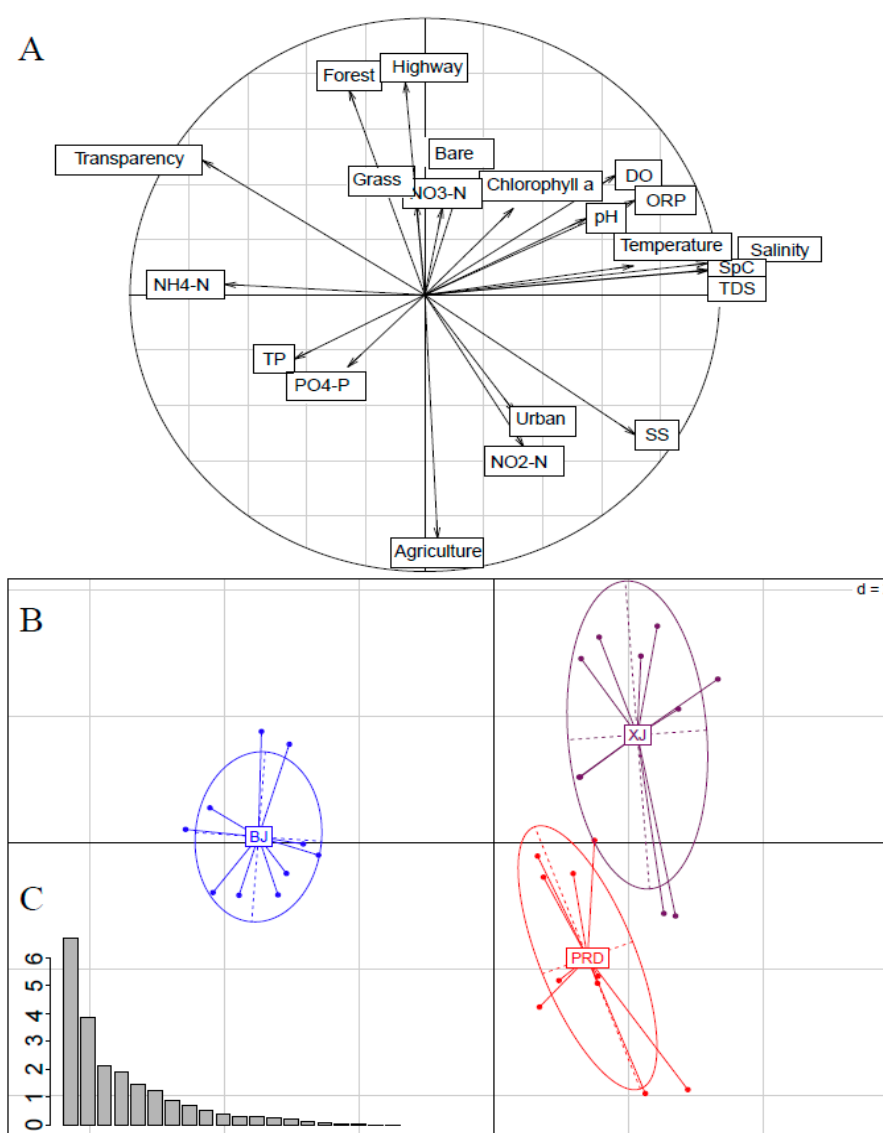 A
Forest
Highway
Transparency
Bare
Grass
NO3-N
Chlorophyll a
DO
ORP
pH
Temperature
Salinity
SpC
TDS
NH4-N
TP
PO4-P
Urban
SS
NO2-N
Agriculture
B
d =
XJ
BJ
C
PRD
6
5
4
3
2
1
0